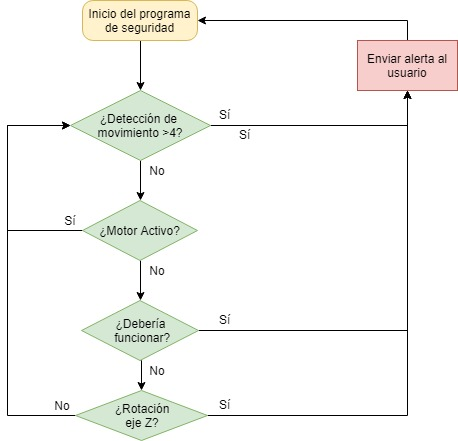 Inicio del programa
de seguridad
Enviar alerta al
usuario
¿Detección de
movimiento >4?
Sí
Sí
No
¿Motor Activo?
Sí
No
¿Debería
funcionar?
Sí
No
¿Rotación
eje Z?
No
Sí